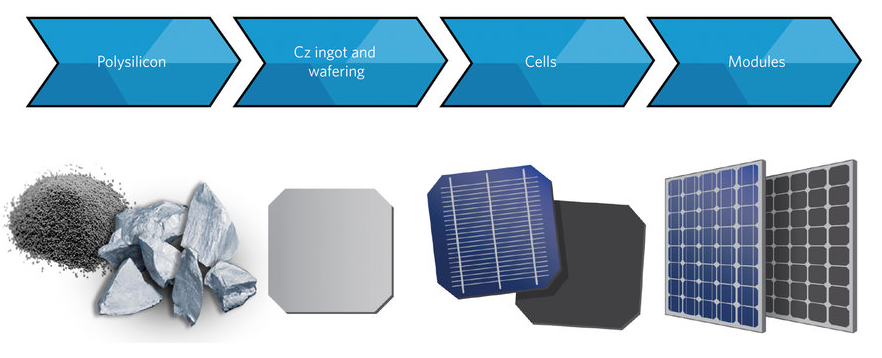 Polysilicon
Cz ingot and
wafering
Cells
Modules